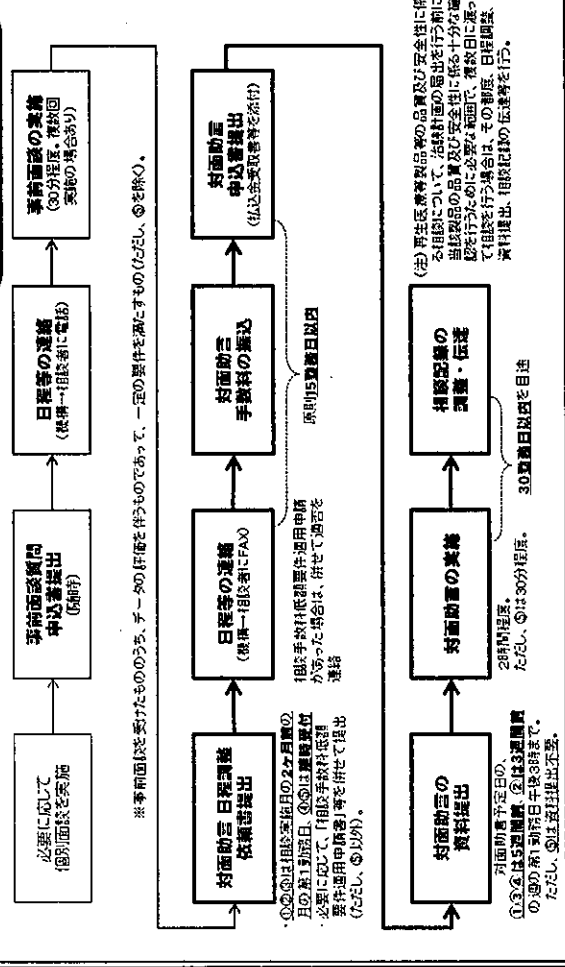 必要に応じて
個別面談を実施
事前面談質問
申込書提出
(随時)
日程等の連絡
(機構→相談者に電話)
事前面談の実施
(30分程度。複数回
実施の場合あり)
※事前面談を受けたもののうち、データの評価を伴うものであって、一定の要件を満たすもの(ただし、⑤を除く)。
対面助言 日程調整
依頼書提出
日程等の連絡
(機構→相談者にFAX)
対面助言
手数料の振込
対面助言
申込書提出
(払込金受取書等を添付)
原則15勤務日以内
は相談実施月の2ヶ月前の
月の第1勤務日、は随時受付
・必要に応じて、「相談手数料低額
要件適用申請書」等を併せて提出
(ただし、⑤以外)。
相談手数料低額要件適用申請
があった場合は、併せて適否を
連絡
対面助言の
資料提出
対面助言の実施
相談記録の
調整・伝達
対面助言予定日の、
①③④は5週間前、②は3週間前
の週の第1勤務日午後3時まで。
ただし、⑤は資料提出不要。
2時間程度。
ただし、⑤は30分程度。
30勤務日以内を目途
(注)再生医療等製品の品質及び安全性に係
る相談について、治験計画の届出を行う前に
当該製品の品質及び安全性に係る十分な確
認を行うために必要な範囲で、複数日に渡っ
て相談を行う場合は、その都度、日程調整、
資料提出、相談記録の伝達等を行う。